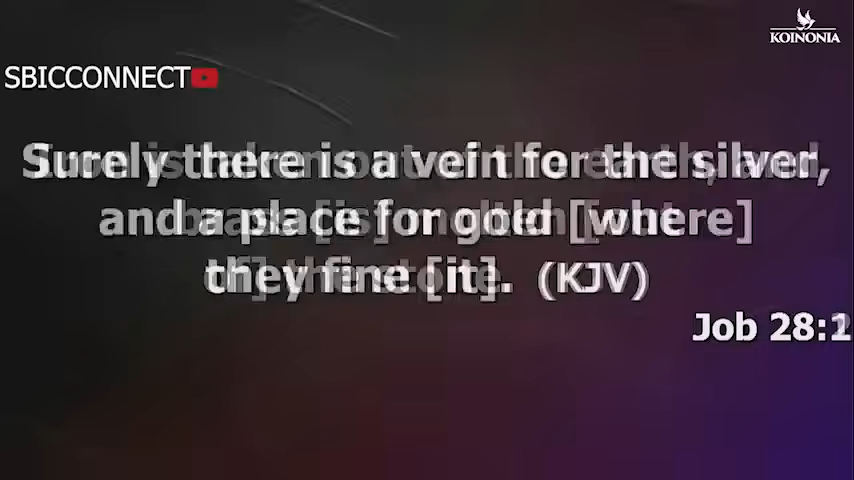 KOINONIA
SBICCONNECT
Surely there is a vein for the silver,
and a place for gold [where]
they fine [it]. (KJV)
Job 28:1